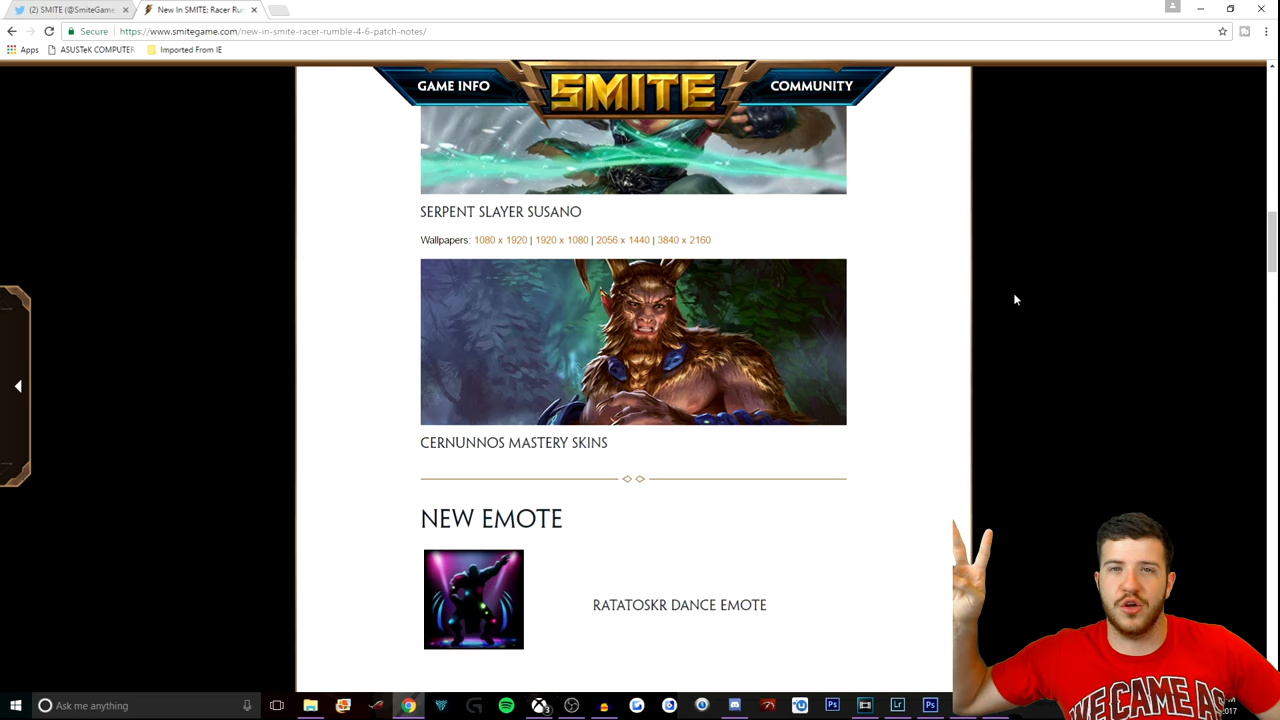 (2) SMITE (@SmiteGame
New In SMITE: Racer Ru
Secure
https://www.smitegame.com/new-in-smite-racer-rumble-4-6-patch-notes/
Apps
ASUSTeK COMPUTER
Imported From IE
GAME INFO
SMITE
COMMUNITY
SERPENT SLAYER SUSANO
Wallpapers: 1080 x 1920 | 1920 x 1080 | 2056 x 1440 | 3840 x 2160
CERNUNNOS MASTERY SKINS
NEW EMOTE
RATATOSKR DANCE EMOTE
WE CAME AS
Ask me anything